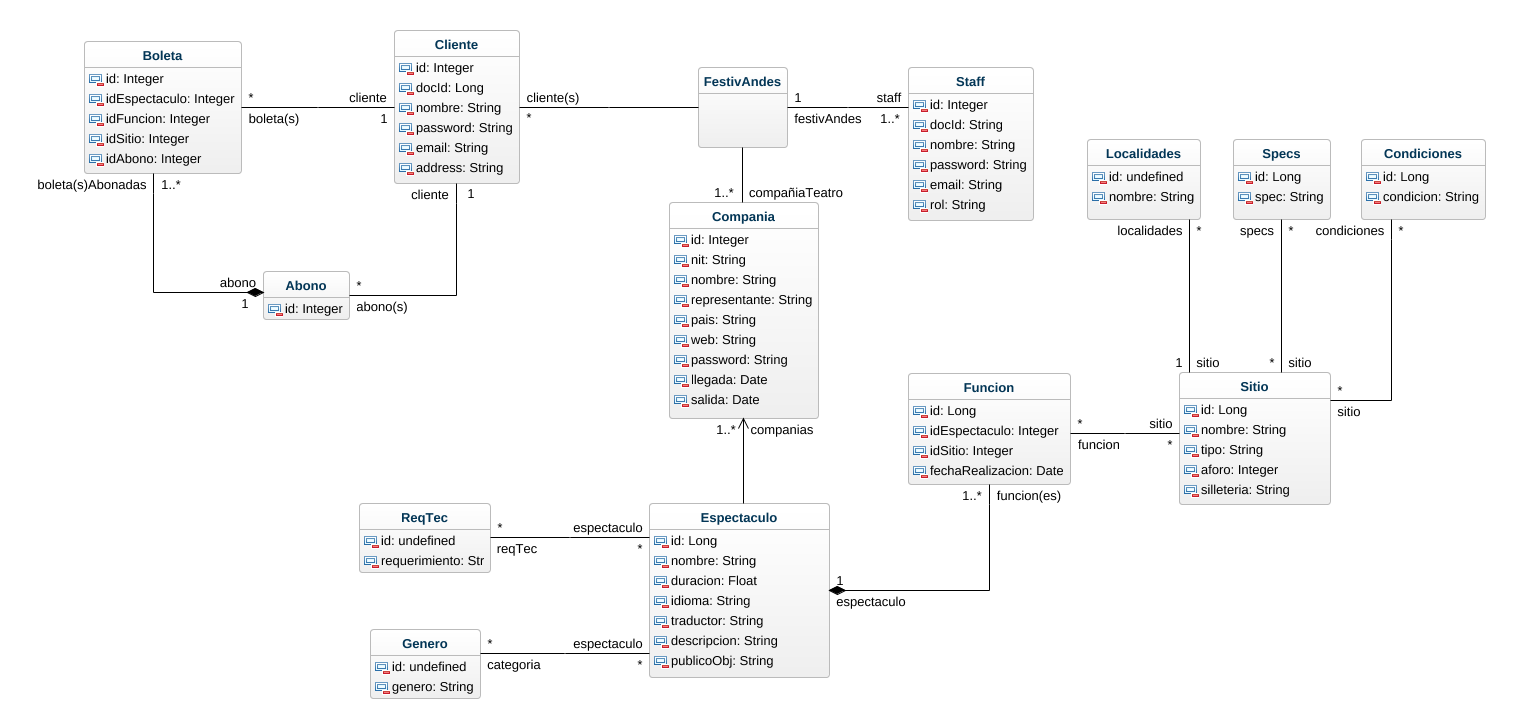 Boleta
id: Integer
idEspectaculo: Integer
idFuncion: Integer
idSitio: Integer
idAbono: Integer
*
boleta(s)
cliente
1
Cliente
id: Integer
docId: Long
nombre: String
password: String
email: String
address: String
cliente(s)
*
FestivAndes
1
festivAndes
staff
1..*
Staff
id: Integer
docId: String
nombre: String
password: String
email: String
rol: String
boleta(s)Abonadas
1..*
cliente
1
abono
1
Abono
id: Integer
*
abono(s)
1..*
compañiaTeatro
Compania
id: Integer
nit: String
nombre: String
representante: String
pais: String
web: String
password: String
llegada: Date
salida: Date
1..*
companias
Localidades
id: undefined
nombre: String
localidades
*
Specs
id: Long
spec: String
specs
*
Condiciones
id: Long
condicion: String
condiciones
*
1
sitio
*
sitio
*
sitio
Funcion
id: Long
idEspectaculo: Integer
idSitio: Integer
fechaRealizacion: Date
*
funcion
sitio
*
Sitio
id: Long
nombre: String
tipo: String
aforo: Integer
silleteria: String
1..*
funcion(es)
ReqTec
id: undefined
requerimiento: Str
*
reqTec
espectaculo
*
Espectaculo
id: Long
nombre: String
duracion: Float
idioma: String
traductor: String
descripcion: String
publicoObj: String
1
espectaculo
Genero
id: undefined
genero: String
*
categoria
espectaculo
*